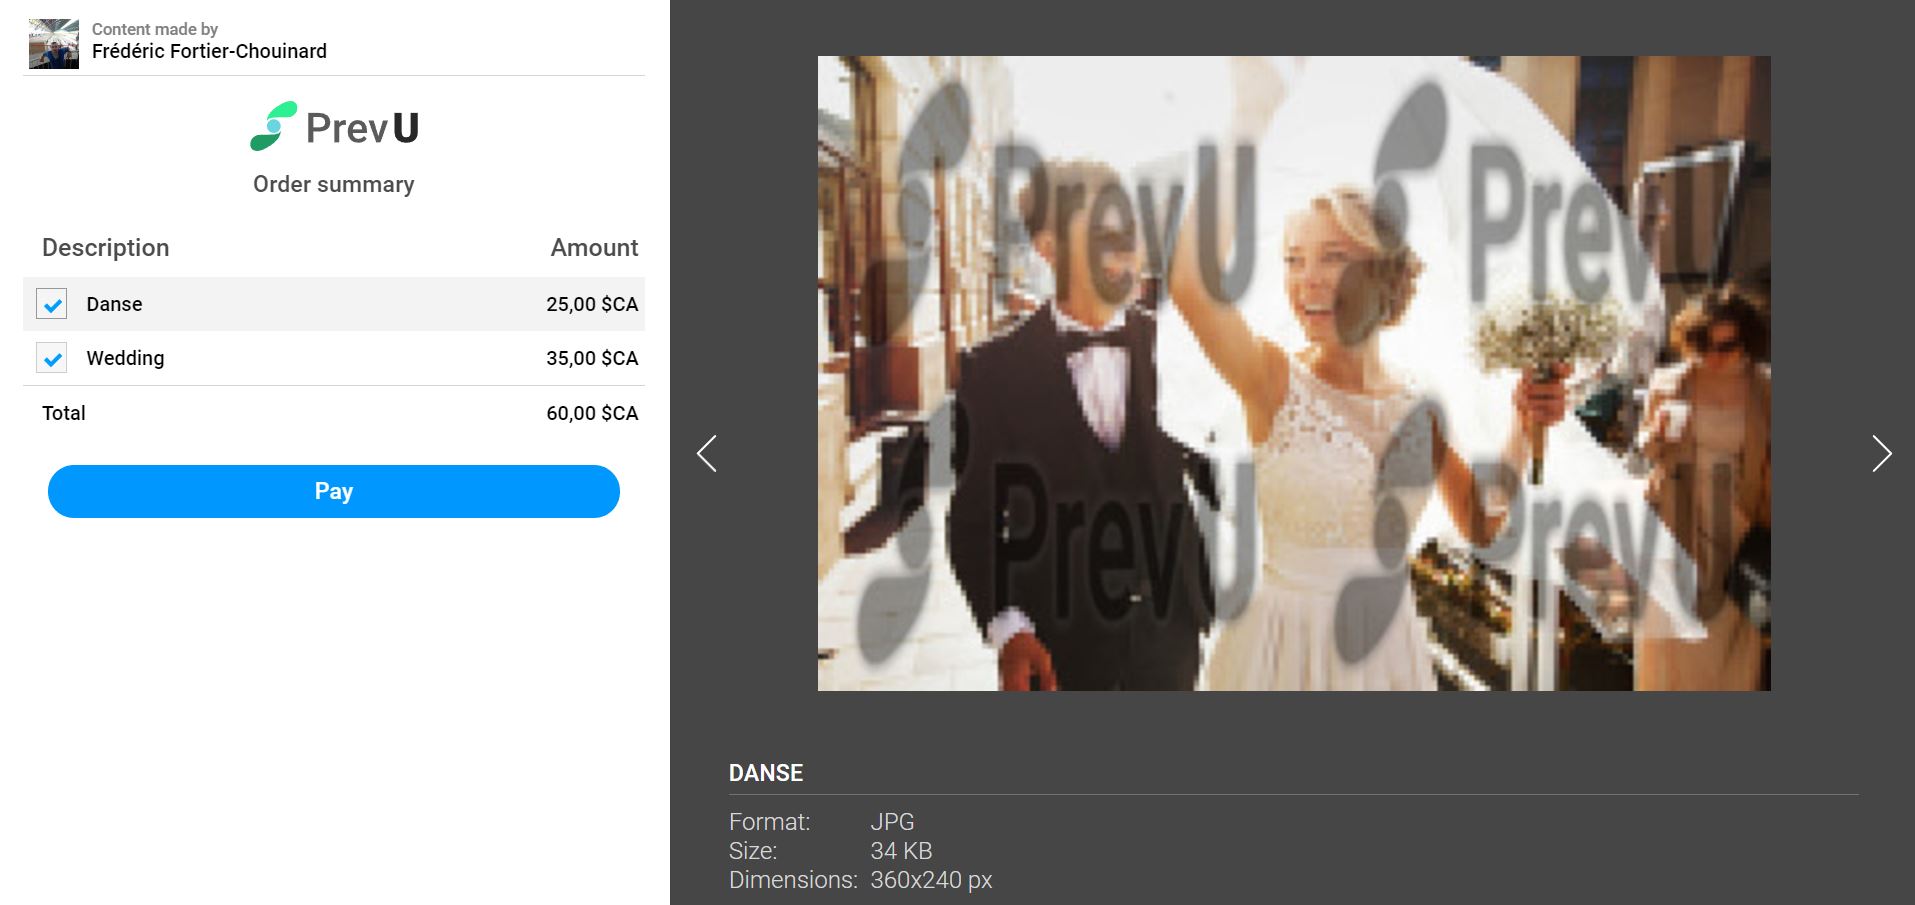 Content made by
Frédéric Fortier-Chouinard
PrevU
Order summary
Description Amount
Danse 25,00 $CA
Wedding 35,00 $CA
Total 60,00 $CA
Pay
PrevU PrevU
PrevU PrevU
DANSE
Format: JPG
Size: 34 KB
Dimensions: 360x240 px